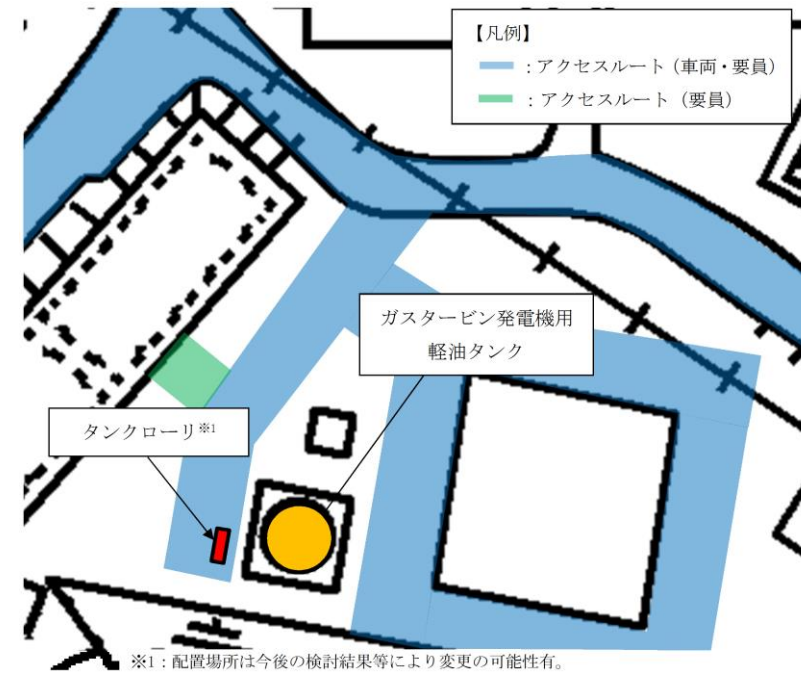 【凡例】
：アクセスルート（車両・要員）
：アクセスルート（要員）
ガスタービン発電機用
軽油タンク
タンクローリ※1
※1：配置場所は今後の検討結果等により変更の可能性有。